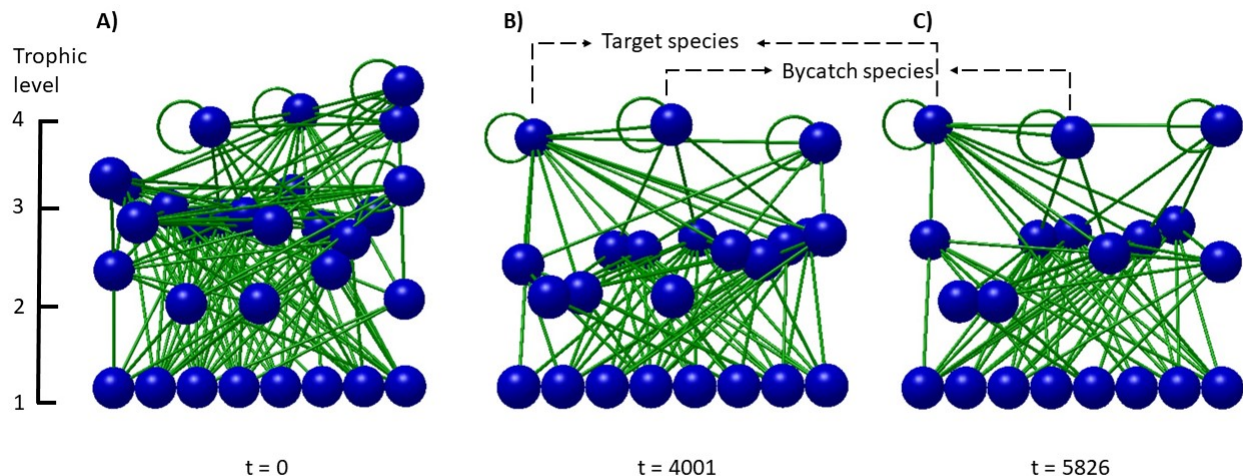 A)
B)
C)
Trophic
level
Target species
Bycatch species
4
3
2
1
t = 0
t = 4001
t = 5826